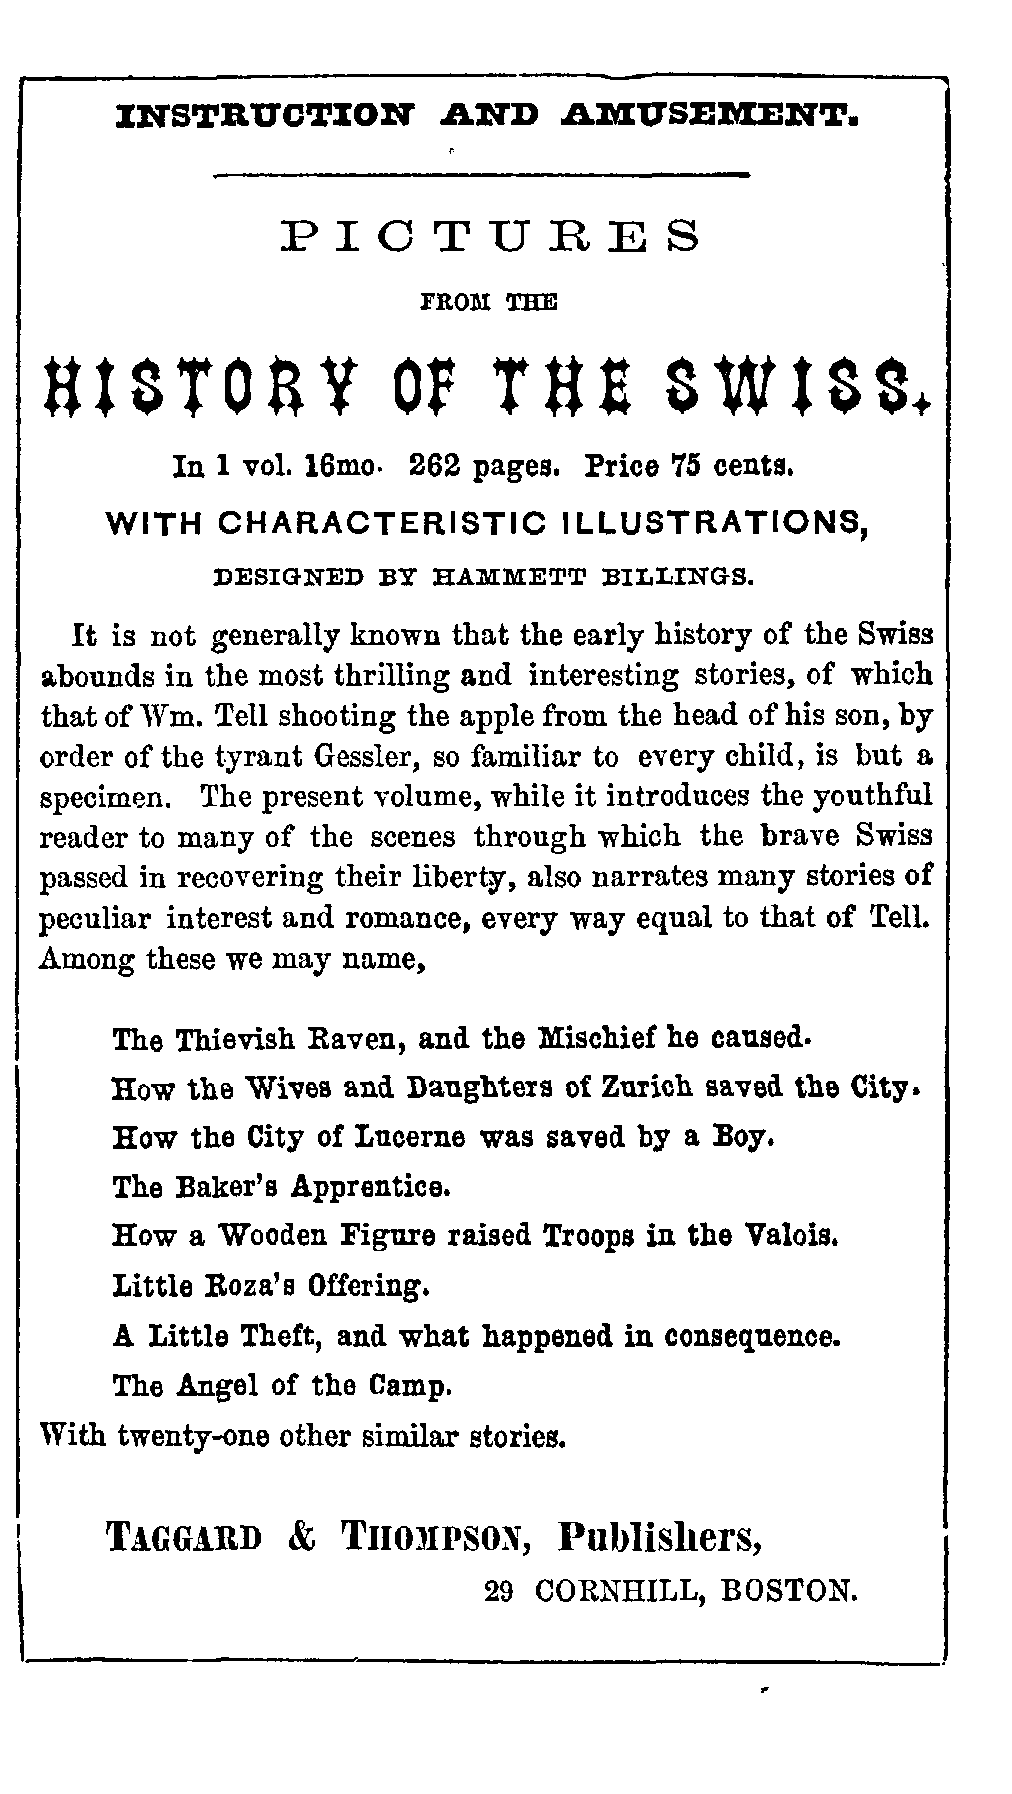 INSTRUCTION AND AMUSEMENT.
PICTURES
FROM THE
HISTORY OF THE SWISS.
In 1 vol. 16mo. 262 pages. Price 75 cents.
WITH CHARACTERISTIC ILLUSTRATIONS,
DESIGNED BY HAMMETT BILLINGS.
It is not generally known that the early history of the Swiss
abounds in the most thrilling and interesting stories, of which
that of Wm. Tell shooting the apple from the head of his son, by
order of the tyrant Gessler, so familiar to every child, is but a
specimen. The present volume, while it introduces the youthful
reader to many of the scenes through which the brave Swiss
passed in recovering their liberty, also narrates many stories of
peculiar interest and romance, every way equal to that of Tell.
Among these we may name,
The Thievish Raven, and the Mischief he caused.
How the Wives and Daughters of Zurich saved the City.
How the City of Lucerne was saved by a Boy.
The Baker's Apprentice.
How a Wooden Figure raised Troops in the Valois.
Little Roza's Offering.
A Little Theft, and what happened in consequence.
The Angel of the Camp.
With twenty-one other similar stories.
TAGGARD & THOMPSON, Publishers,
29 CORNHILL, BOSTON.